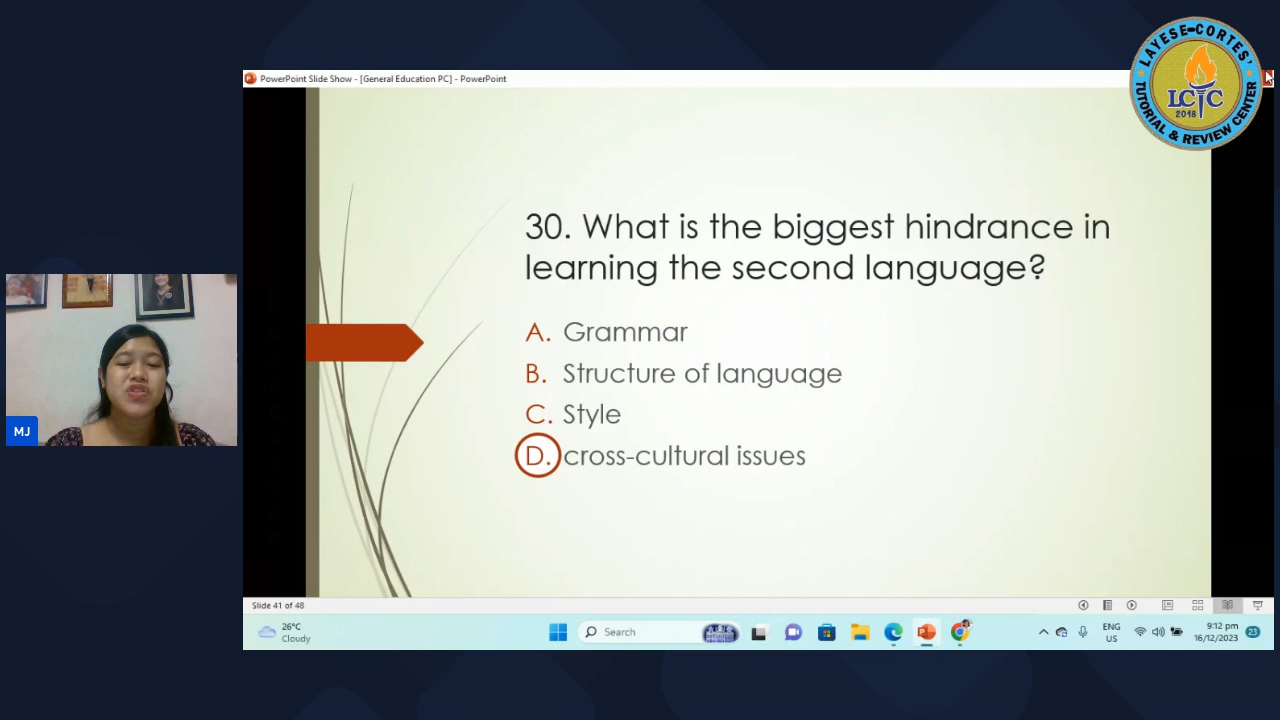 LAYESE-CORTES'
LCTC
2018
TUTORIAL & REVIEW CENTER
PowerPoint Slide Show - [General Education PC] - PowerPoint
30. What is the biggest hindrance in
learning the second language?
A. Grammar
B. Structure of language
C. Style
D. cross-cultural issues
MJ
Slide 41 of 48
26°C
Cloudy
Search
ENG
US
9:12 pm
16/12/2023
23